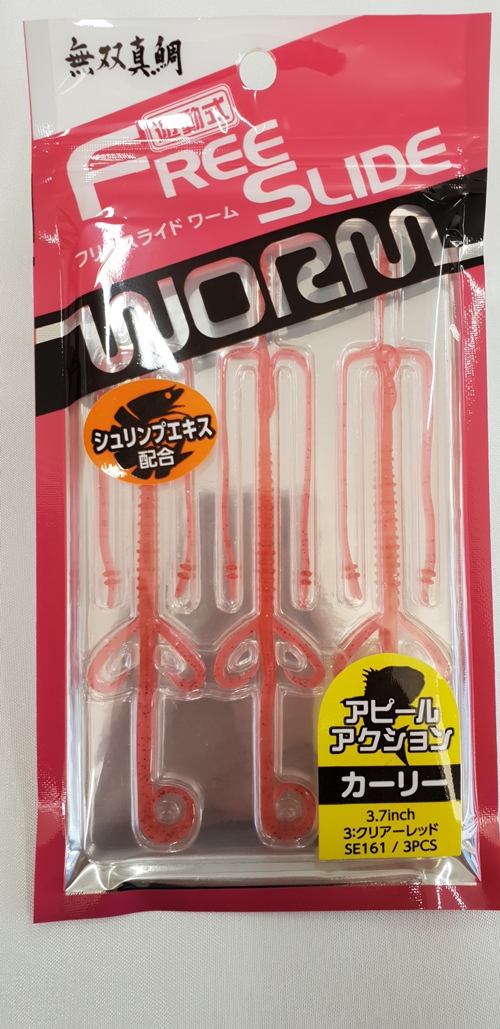 無双真鯛
遊動式
FREE
SLIDE
フリースライド ワーム
WORM
シュリンプエキス
配合
アピール
アクション
カーリー
3.7inch
3:クリアーレッド
SE161 / 3PCS